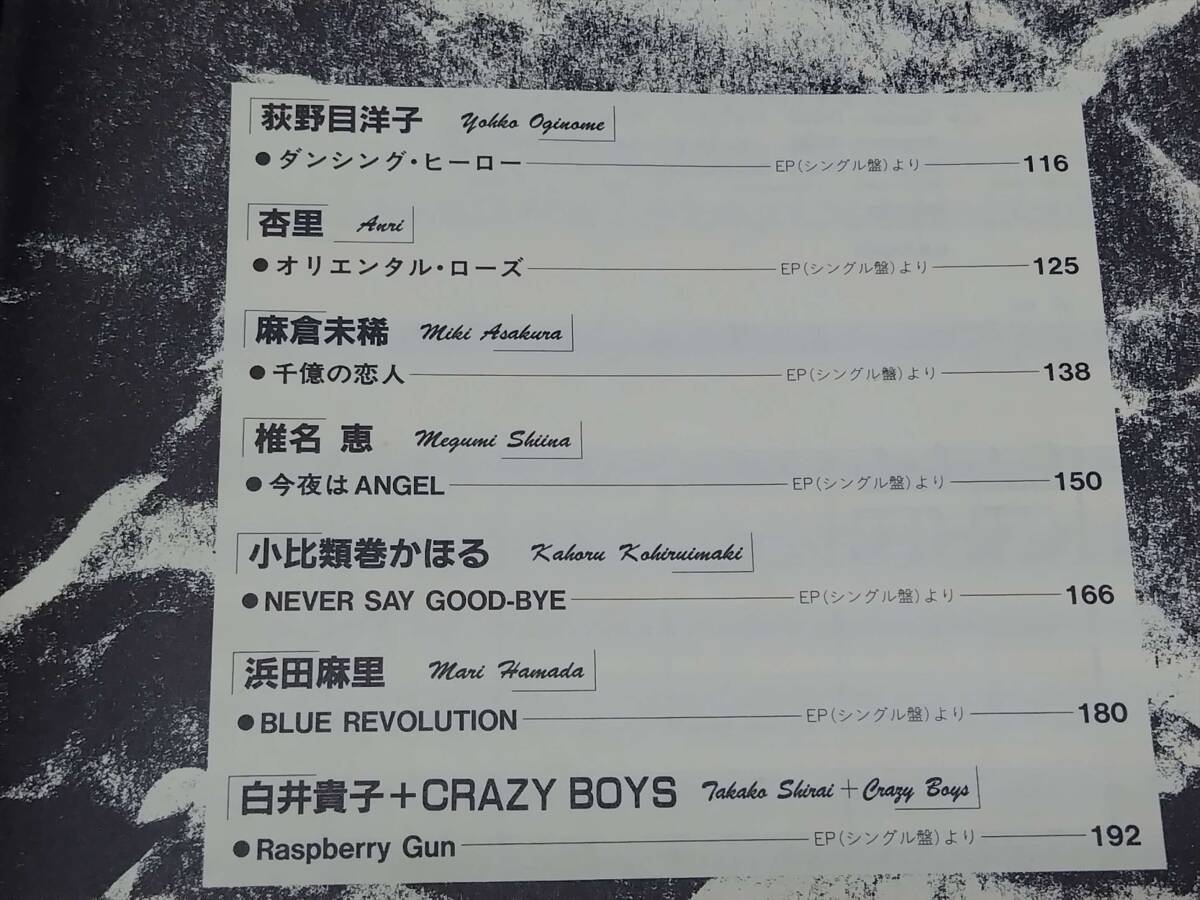 荻野目洋子 Yohko Oginome
●ダンシング・ヒーロー EP(シングル盤)より 116
杏里 Anri
●オリエンタル・ローズ EP(シングル盤)より 125
麻倉未稀 Miki Asakura
●千億の恋人 EP(シングル盤)より 138
椎名 恵 Megumi Shiina
●今夜はANGEL EP(シングル盤)より 150
小比類巻かほる Kahoru Kohiruimaki
●NEVER SAY GOOD-BYE EP(シングル盤)より 166
浜田麻里 Mari Hamada
●BLUE REVOLUTION EP(シングル盤)より 180
白井貴子+CRAZY BOYS Takako Shirai+Crazy Boys
●Raspberry Gun EP(シングル盤)より 192